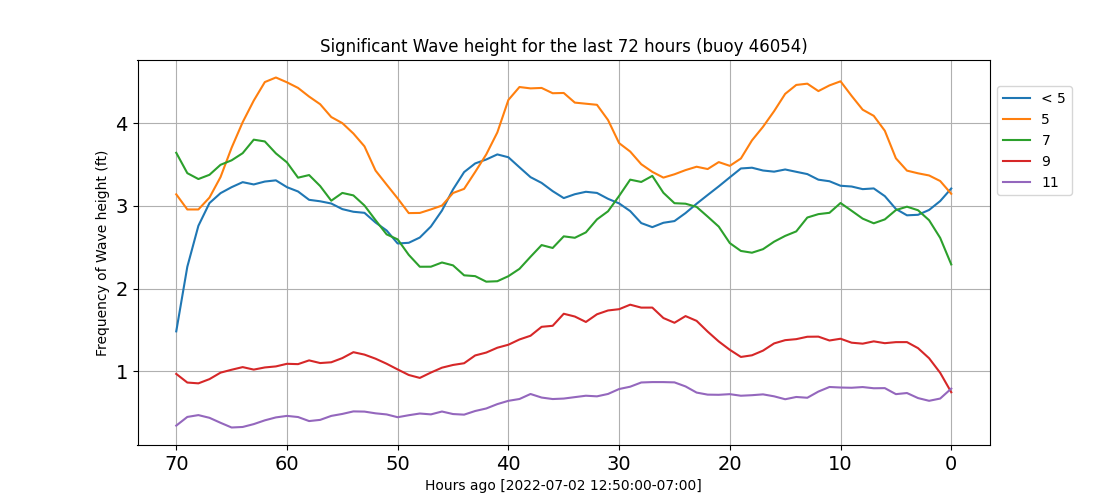 Significant Wave height for the last 72 hours (buoy 46054)
Frequency of Wave height (ft)
4
3
2
1
70 60 50 40 30 20 10 0
Hours ago [2022-07-02 12:50:00-07:00]
< 5
5
7
9
11